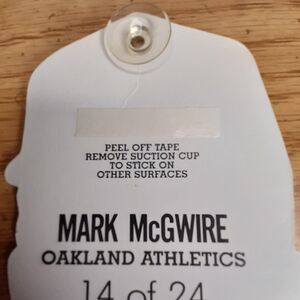 PEEL OFF TAPE
REMOVE SUCTION CUP
TO STICK ON
OTHER SURFACES
MARK McGWIRE
OAKLAND ATHLETICS
14 of 24